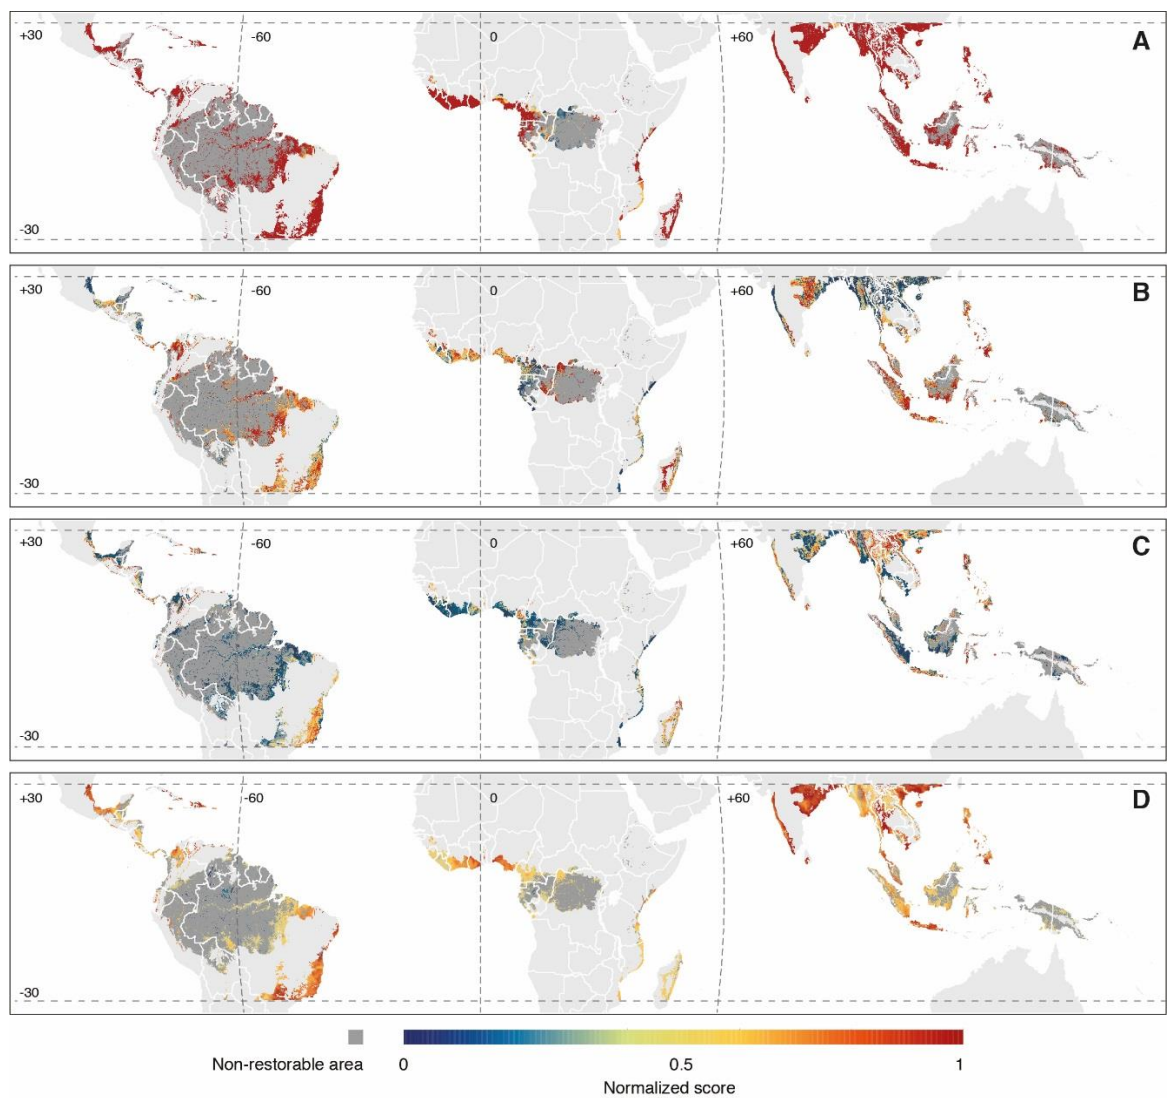 +30 -60 0 +60 A
-30
+30 -60 0 +60 B
-30
+30 -60 0 +60 C
-30
+30 -60 0 +60 D
-30
Non-restorable area 0 0.5 1
Normalized score